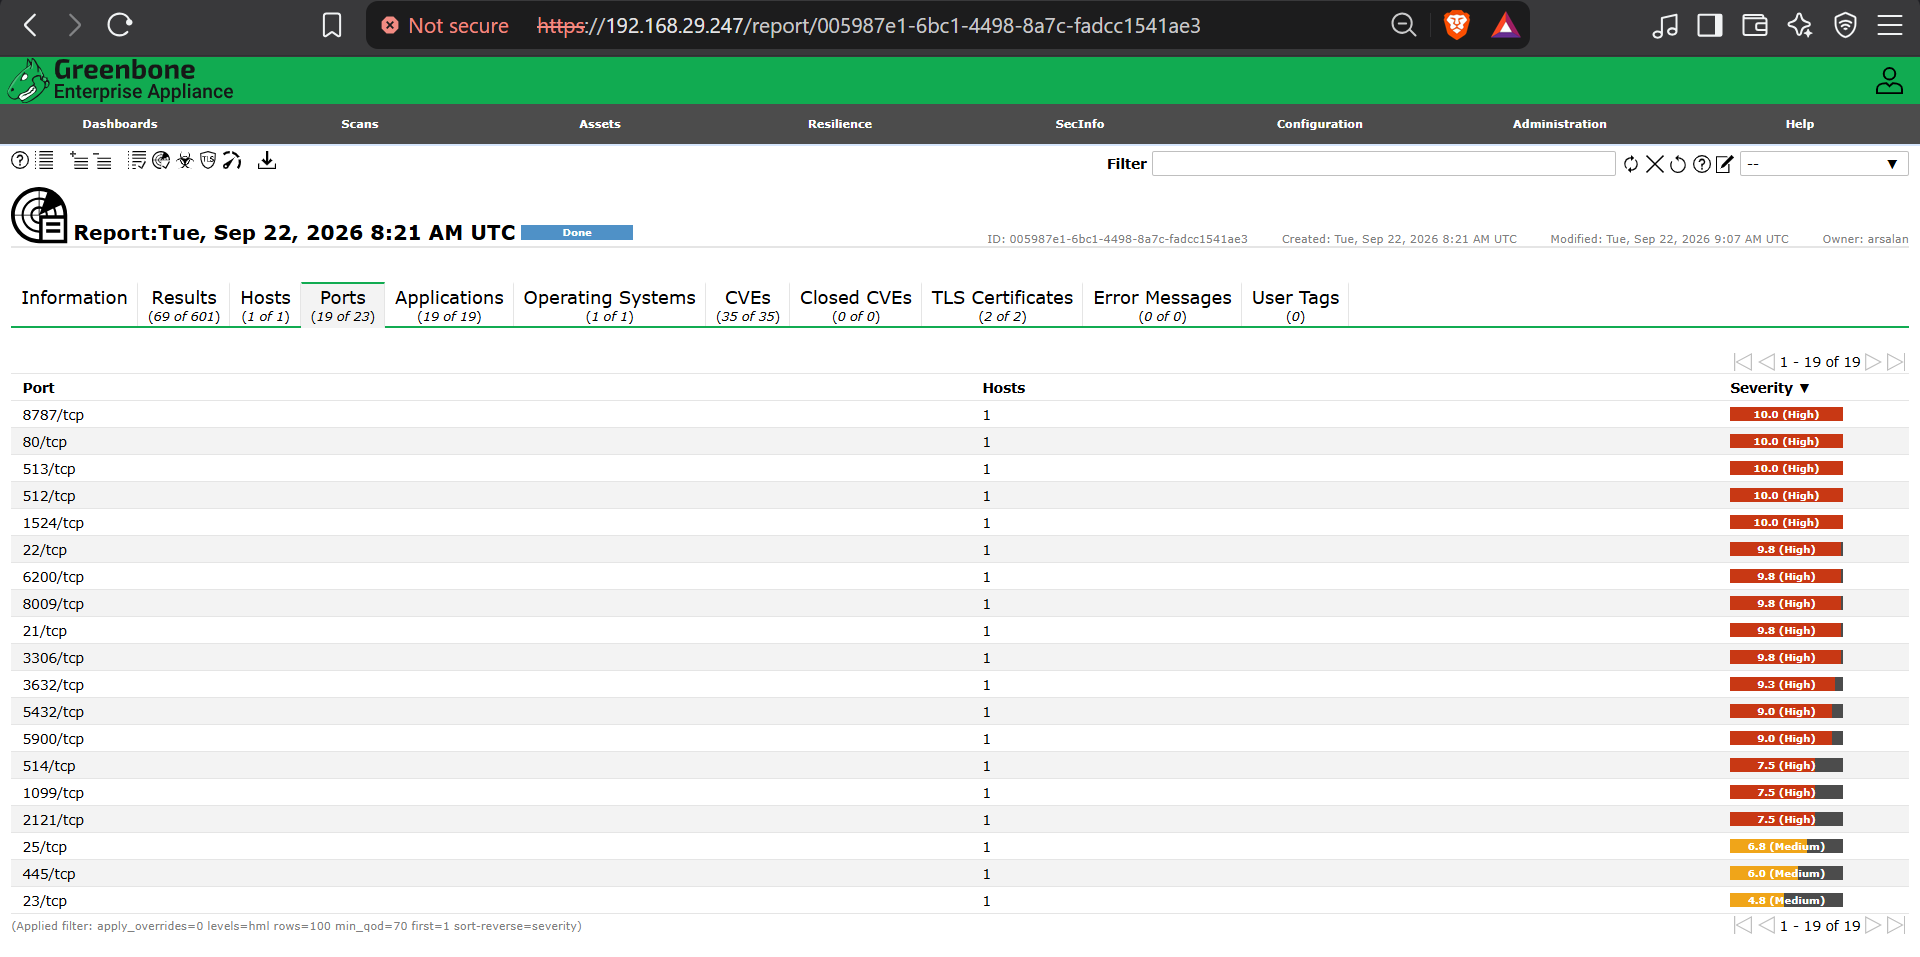 Not secure https://192.168.29.247/report/005987e1-6bc1-4498-8a7c-fadcc1541ae3
Greenbone
Enterprise Appliance
Dashboards Scans Assets Resilience SecInfo Configuration Administration Help
TLS Filter --
Report:Tue, Sep 22, 2026 8:21 AM UTC Done ID: 005987e1-6bc1-4498-8a7c-fadcc1541ae3 Created: Tue, Sep 22, 2026 8:21 AM UTC Modified: Tue, Sep 22, 2026 9:07 AM UTC Owner: arsalan
Information Results Hosts Ports Applications Operating Systems CVEs Closed CVEs TLS Certificates Error Messages User Tags
(69 of 601) (1 of 1) (19 of 23) (19 of 19) (1 of 1) (35 of 35) (0 of 0) (2 of 2) (0 of 0) (0)
1 - 19 of 19
Port Hosts Severity ▼
8787/tcp 1 10.0 (High)
80/tcp 1 10.0 (High)
513/tcp 1 10.0 (High)
512/tcp 1 10.0 (High)
1524/tcp 1 10.0 (High)
22/tcp 1 9.8 (High)
6200/tcp 1 9.8 (High)
8009/tcp 1 9.8 (High)
21/tcp 1 9.8 (High)
3306/tcp 1 9.8 (High)
3632/tcp 1 9.3 (High)
5432/tcp 1 9.0 (High)
5900/tcp 1 9.0 (High)
514/tcp 1 7.5 (High)
1099/tcp 1 7.5 (High)
2121/tcp 1 7.5 (High)
25/tcp 1 6.8 (Medium)
445/tcp 1 6.0 (Medium)
23/tcp 1 4.8 (Medium)
(Applied filter: apply_overrides=0 levels=hml rows=100 min_qod=70 first=1 sort-reverse=severity) 1 - 19 of 19